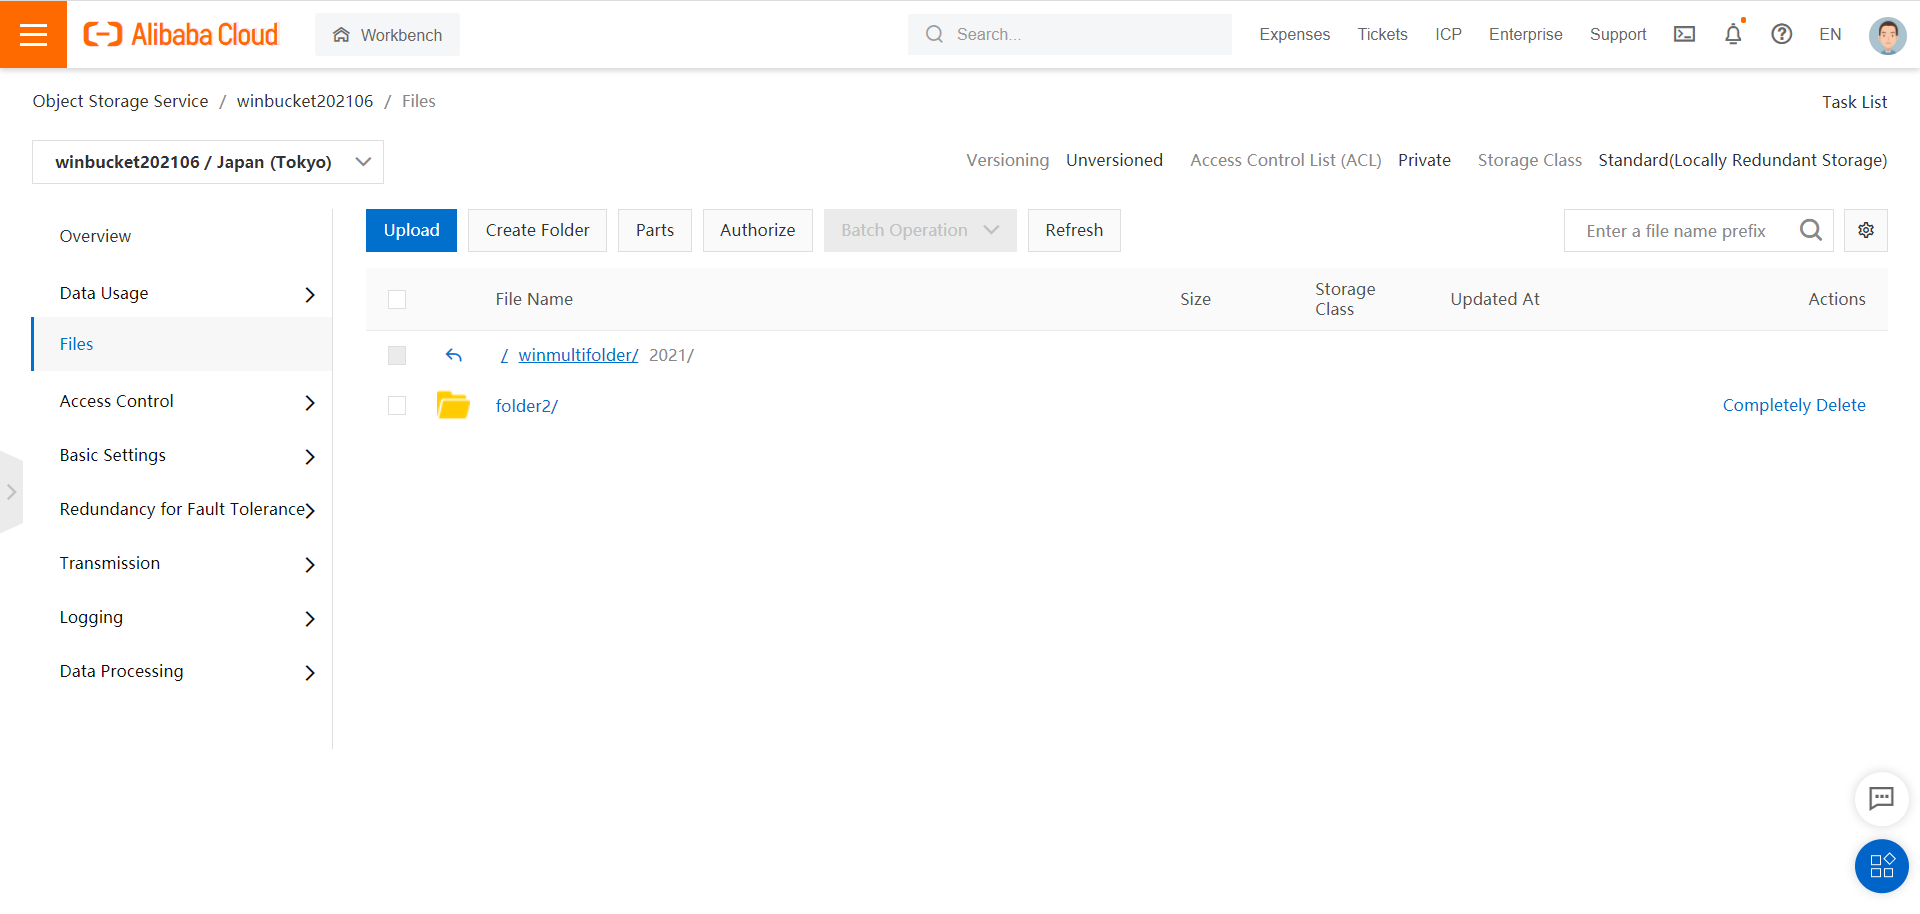 Alibaba Cloud Workbench Search... Expenses Tickets ICP Enterprise Support EN
Object Storage Service / winbucket202106 / Files Task List
winbucket202106 / Japan (Tokyo) Versioning Unversioned Access Control List (ACL) Private Storage Class Standard(Locally Redundant Storage)
Overview
Data Usage
Files
Access Control
Basic Settings
Redundancy for Fault Tolerance
Transmission
Logging
Data Processing
Upload Create Folder Parts Authorize Batch Operation Refresh Enter a file name prefix
File Name Size Storage Class Updated At Actions
/ winmultifolder/ 2021/
folder2/ Completely Delete